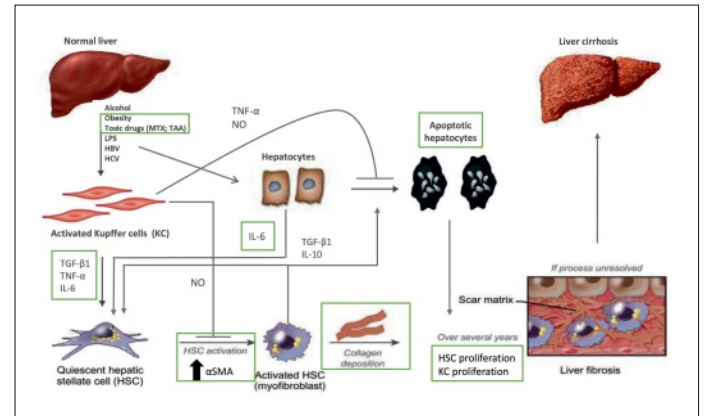 Normal liver
Liver cirrhosis
Alcohol
Obesity
Toxic drugs (MTX; TAA)
LPS
HBV
HCV
TNF-α
NO
Hepatocytes
Apoptotic
hepatocytes
Activated Kupffer cells (KC)
IL-6
TGF-β1
IL-10
TGF-β1
TNF-α
IL-6
NO
If process unresolved
Scar matrix
HSC activation
αSMA
Collagen
deposition
Over several years
HSC proliferation
KC proliferation
Quiescent hepatic
stellate cell (HSC)
Activated HSC
(myofibroblast)
Liver fibrosis